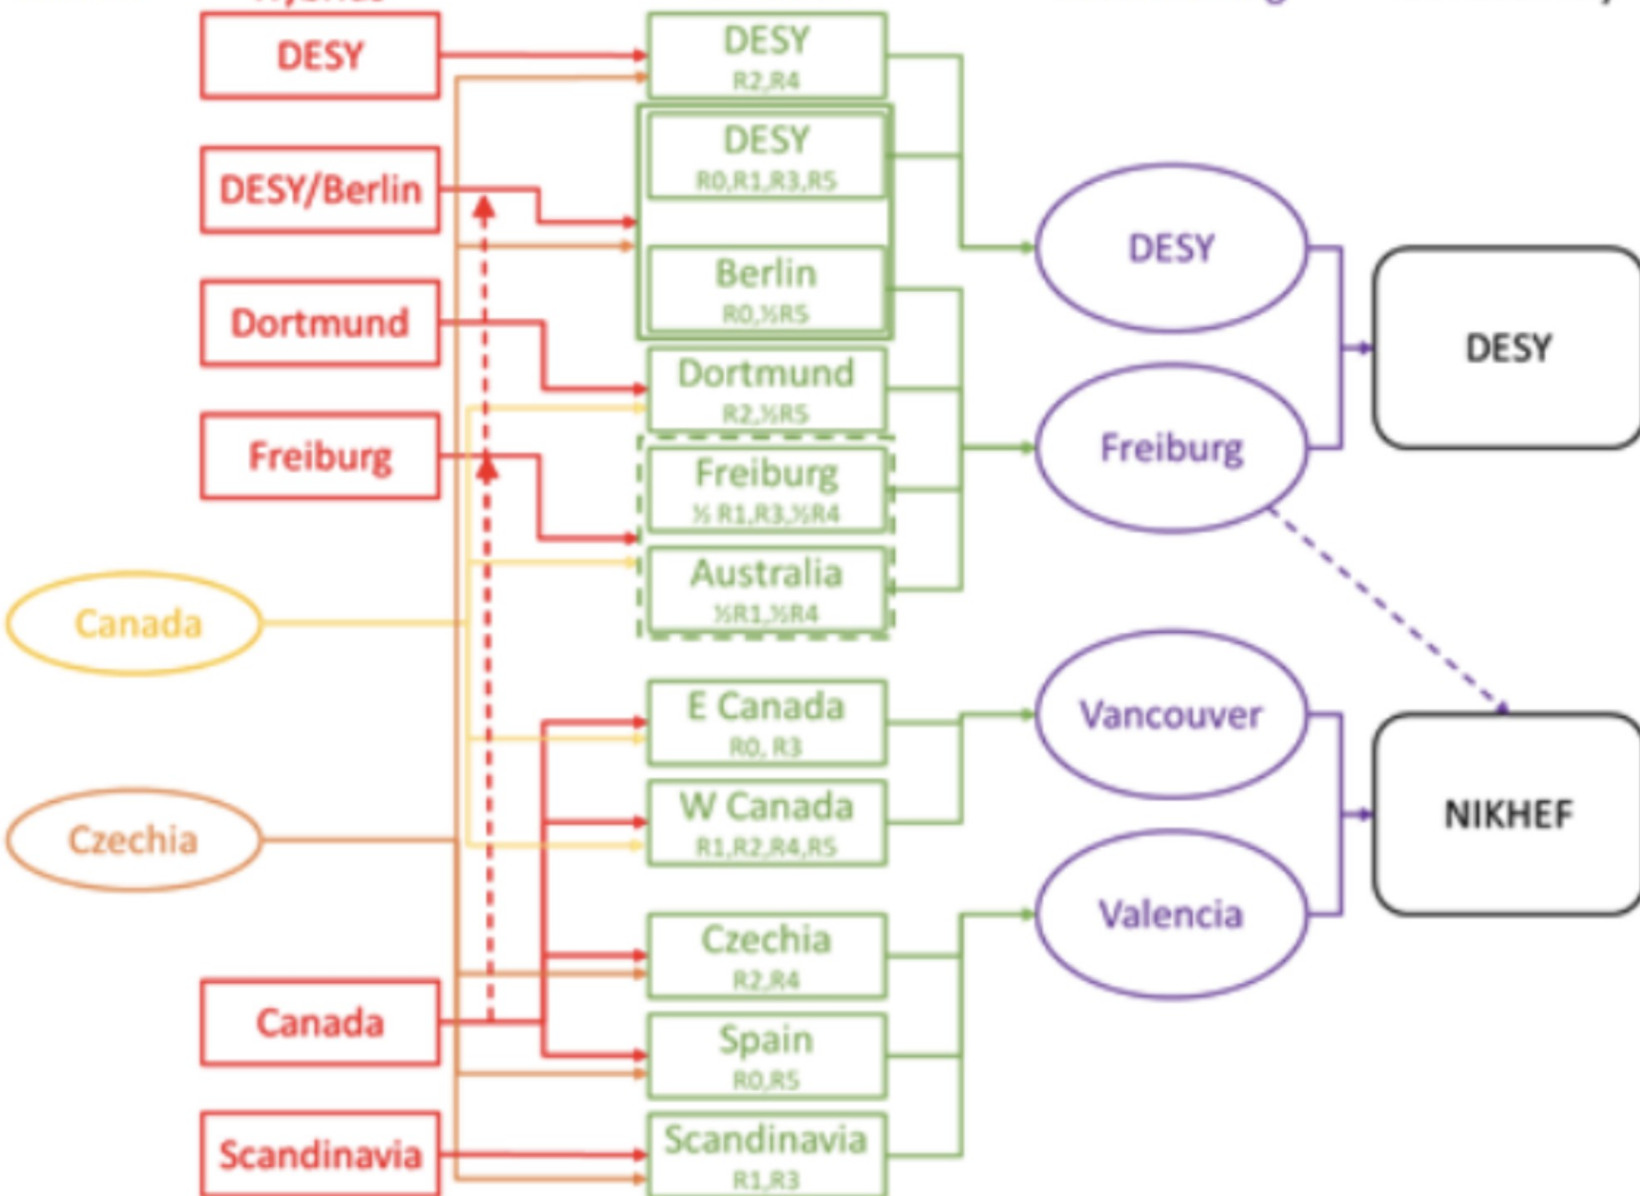 DESY
DESY/Berlin
Dortmund
Freiburg
Canada
Czechia
Canada
Scandinavia
DESY
R2,R4
DESY
R0,R1,R3,R5
Berlin
R0,½R5
Dortmund
R2,½R5
Freiburg
½ R1,R3,½R4
Australia
½R1,½R4
E Canada
R0, R3
W Canada
R1,R2,R4,R5
Czechia
R2,R4
Spain
R0,R5
Scandinavia
R1,R3
DESY
Freiburg
Vancouver
Valencia
DESY
NIKHEF